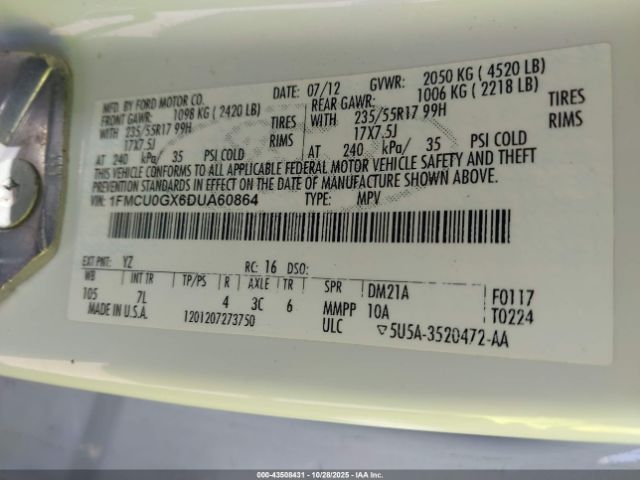 MFD. BY FORD MOTOR CO.
DATE: 07/12 GVWR: 2050 KG ( 4520 LB)
FRONT GAWR: 1098 KG ( 2420 LB) REAR GAWR: 1006 KG ( 2218 LB)
WITH 235/55R17 99H TIRES WITH 235/55R17 99H TIRES
17X7.5J RIMS 17X7.5J RIMS
AT 240 kPa/ 35 PSI COLD AT 240 kPa/ 35 PSI COLD
THIS VEHICLE CONFORMS TO ALL APPLICABLE FEDERAL MOTOR VEHICLE SAFETY AND THEFT
PREVENTION STANDARDS IN EFFECT ON THE DATE OF MANUFACTURE SHOWN ABOVE.
VIN: 1FMCU0GX6DUA60864 TYPE: MPV
EXT PNT: YZ RC: 16 DSO:
WB INT TR TP/PS R AXLE TR SPR DM21A F0117
105 7L 4 3C 6 MMPP 10A T0224
MADE IN U.S.A. 1201207273750 ULC ▽5U5A-3520472-AA
000-43508431 - 10/28/2025 - COPYRIGHT IAA, LLC.